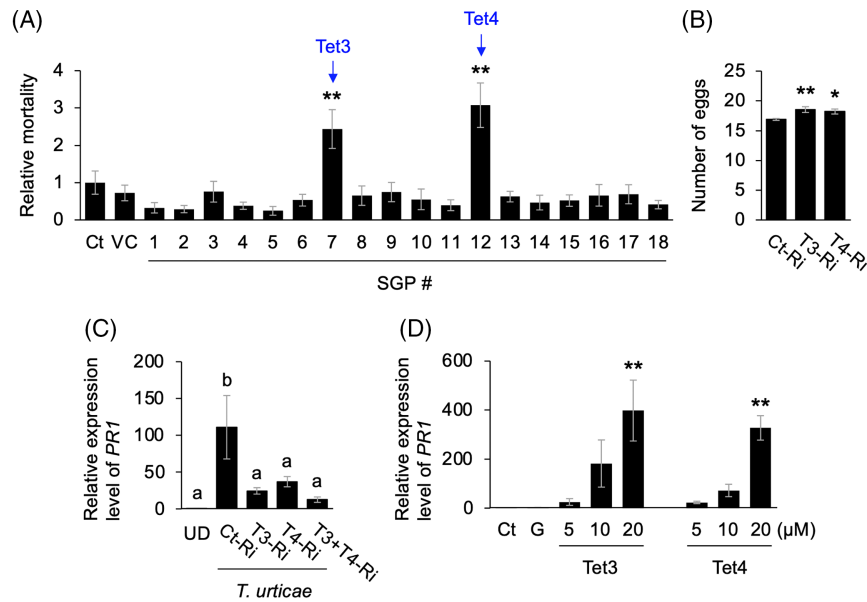 (A)
Tet3
Tet4
Relative mortality
4
3
2
1
0
** **
Ct VC 1 2 3 4 5 6 7 8 9 10 11 12 13 14 15 16 17 18
SGP #
(B)
Number of eggs
25
20
15
10
5
0
** *
Ct-Ri T3-Ri T4-Ri
(C)
Relative expression
level of PR1
200
150
100
50
0
a b a a a
UD Ct-Ri T3-Ri T4-Ri T3+T4-Ri
T. urticae
(D)
Relative expression
level of PR1
600
400
200
0
** **
Ct G 5 10 20 5 10 20 (μM)
Tet3 Tet4